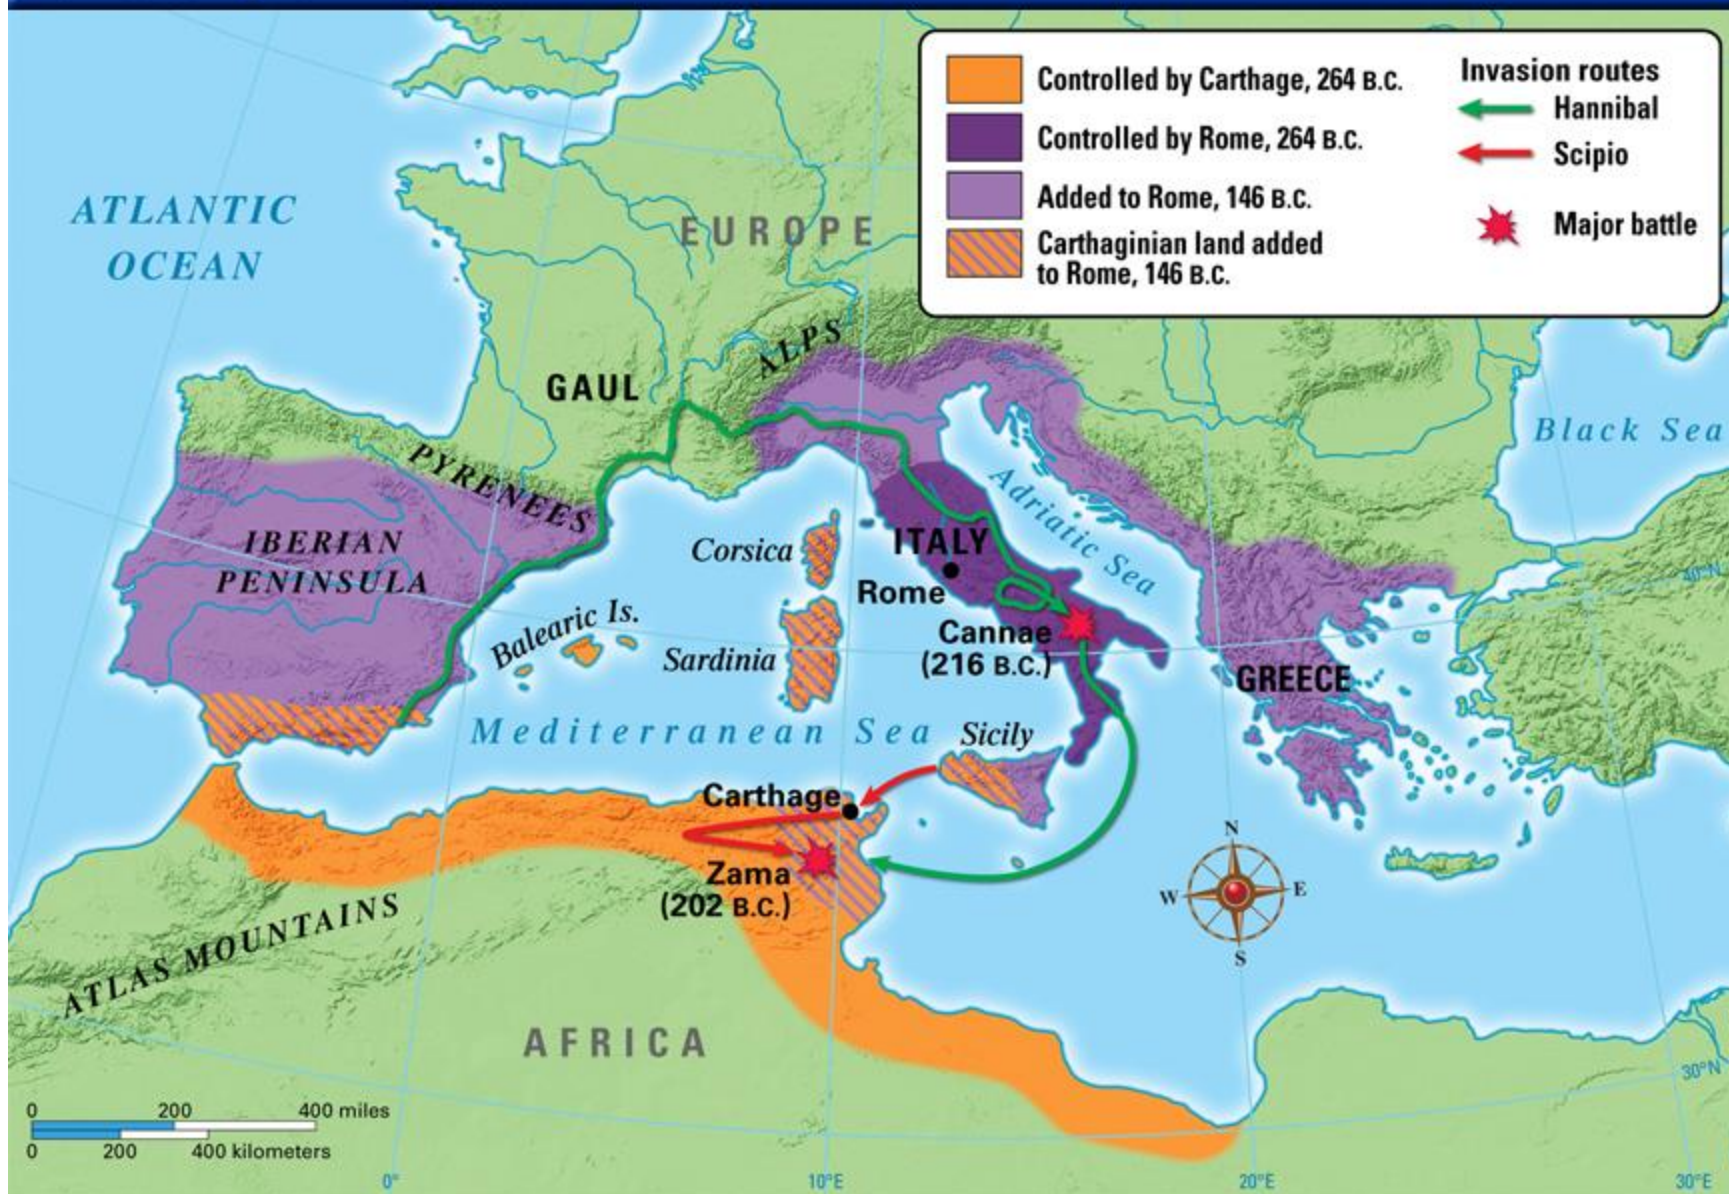 Controlled by Carthage, 264 B.C.
Controlled by Rome, 264 B.C.
Added to Rome, 146 B.C.
Carthaginian land added
to Rome, 146 B.C.
Invasion routes
Hannibal
Scipio
Major battle
ATLANTIC
OCEAN
EUROPE
ALPS
GAUL
Black Sea
PYRENEES
Adriatic Sea
IBERIAN
PENINSULA
Corsica
ITALY
Rome
40°N
Balearic Is.
Sardinia
Cannae
(216 B.C.)
GREECE
Mediterranean Sea
Sicily
Carthage
Zama
(202 B.C.)
N
W
E
S
ATLAS MOUNTAINS
AFRICA
30°N
0 200 400 miles
0 200 400 kilometers
0°
10°E
20°E
30°E